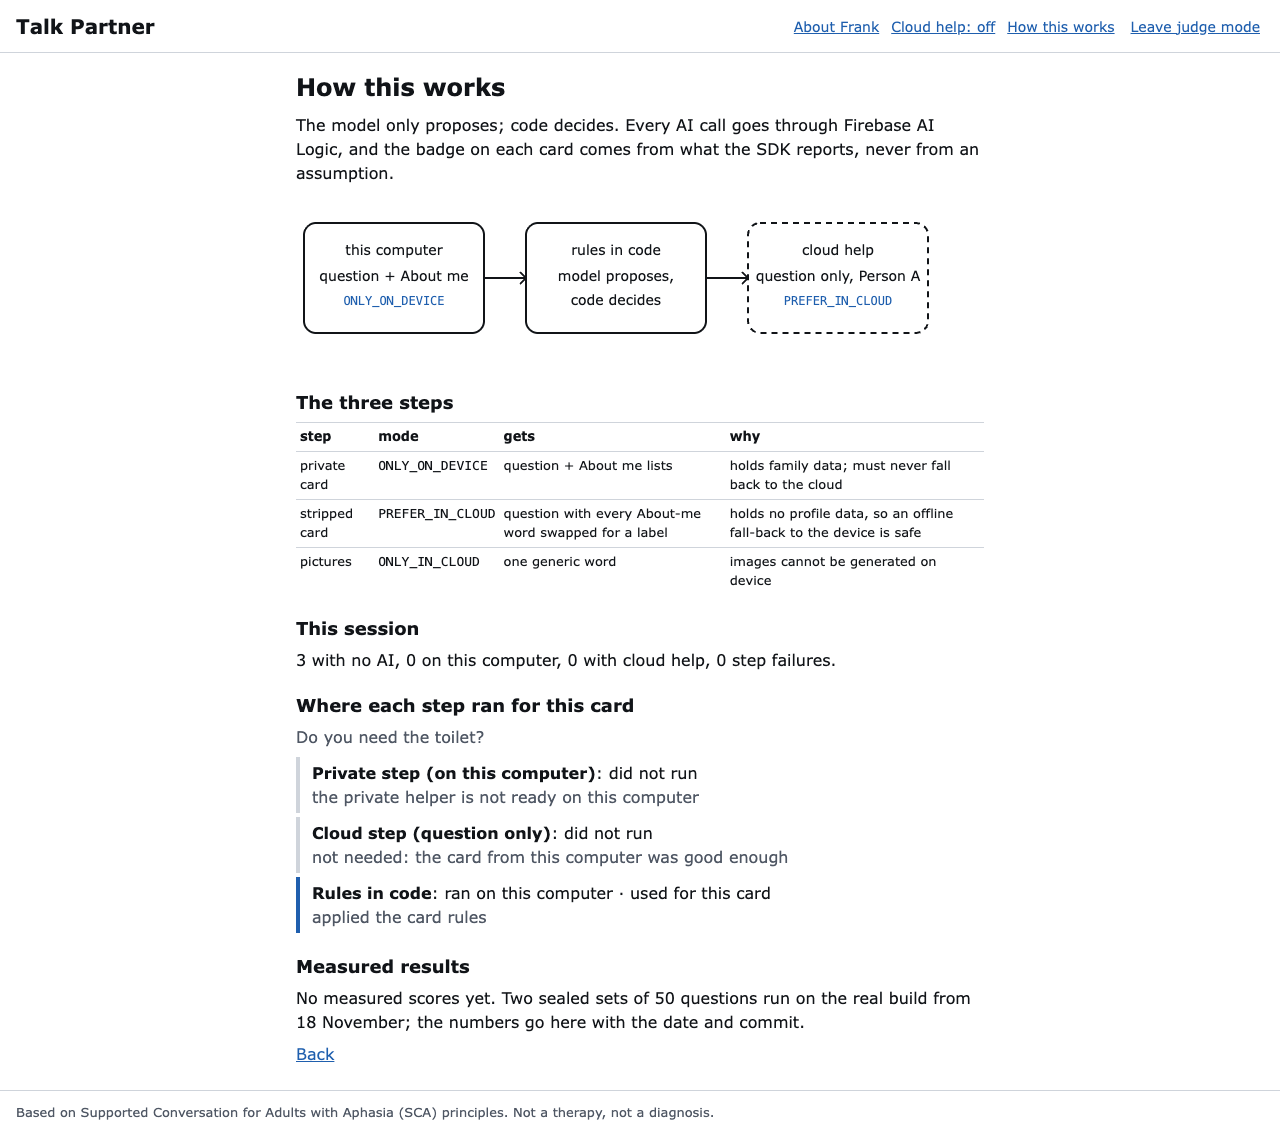 Talk Partner
About Frank Cloud help: off How this works Leave judge mode
How this works
The model only proposes; code decides. Every AI call goes through Firebase AI
Logic, and the badge on each card comes from what the SDK reports, never from an
assumption.
this computer
question + About me
ONLY_ON_DEVICE
rules in code
model proposes,
code decides
cloud help
question only, Person A
PREFER_IN_CLOUD
The three steps
step mode gets why
private ONLY_ON_DEVICE question + About me lists holds family data; must never fall
card back to the cloud
stripped PREFER_IN_CLOUD question with every About-me holds no profile data, so an offline
card word swapped for a label fall-back to the device is safe
pictures ONLY_IN_CLOUD one generic word images cannot be generated on
device
This session
3 with no AI, 0 on this computer, 0 with cloud help, 0 step failures.
Where each step ran for this card
Do you need the toilet?
Private step (on this computer): did not run
the private helper is not ready on this computer
Cloud step (question only): did not run
not needed: the card from this computer was good enough
Rules in code: ran on this computer · used for this card
applied the card rules
Measured results
No measured scores yet. Two sealed sets of 50 questions run on the real build from
18 November; the numbers go here with the date and commit.
Back
Based on Supported Conversation for Adults with Aphasia (SCA) principles. Not a therapy, not a diagnosis.